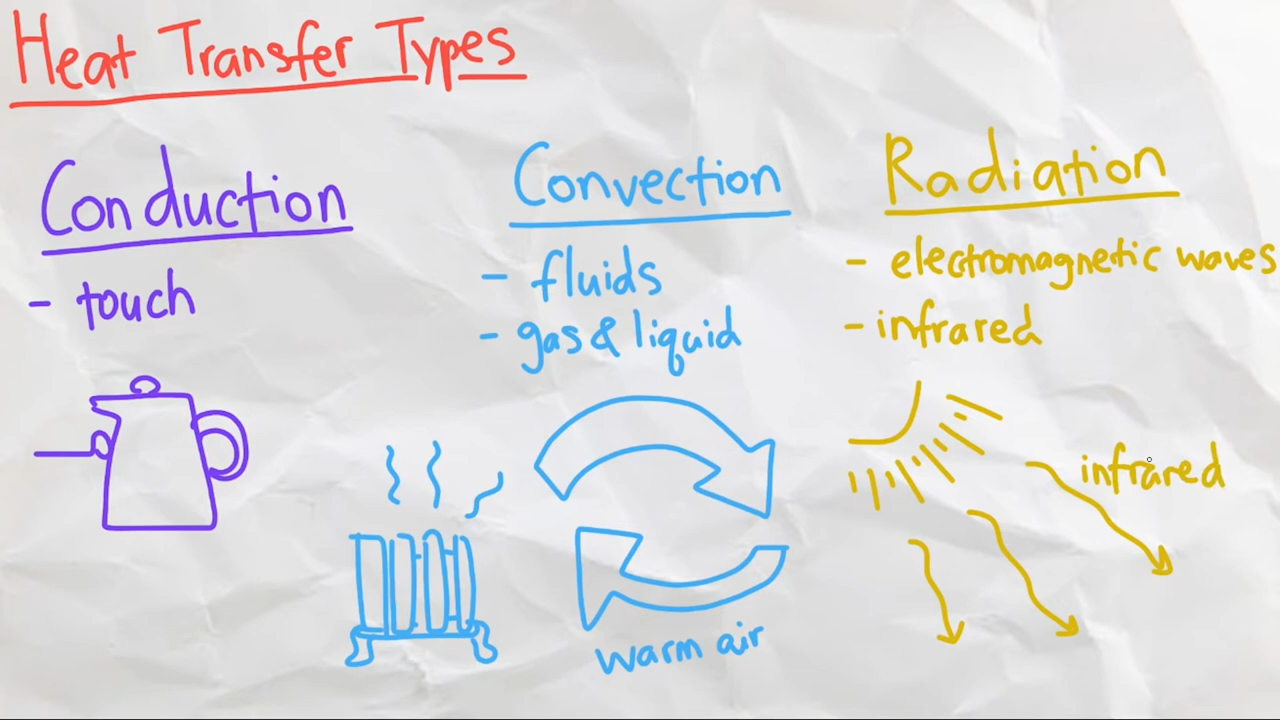 Heat Transfer Types
Conduction
- touch
Convection
- fluids
- gas & liquid
warm air
Radiation
- electromagnetic waves
- infrared
infrared